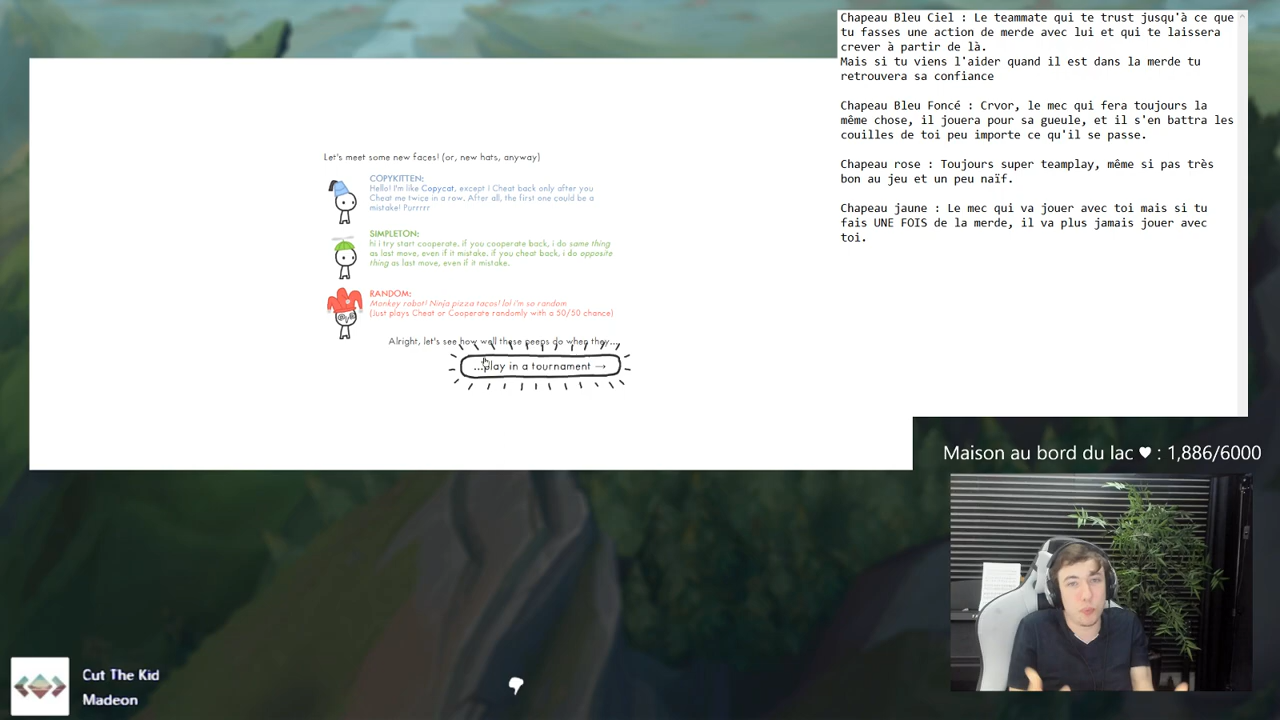 Let's meet some new faces! (or, new hats, anyway)
COPYKITTEN:
Hello! I'm like Copycat, except I Cheat back only after you
Cheat me twice in a row. After all, the first one could be a
mistake! Purrrrr
SIMPLETON:
hi i try start cooperate. if you cooperate back, i do same thing
as last move, even if it mistake. if you cheat back, i do opposite
thing as last move, even if it mistake.
RANDOM:
Monkey robot! Ninja pizza tacos! lol i'm so random
(Just plays Cheat or Cooperate randomly with a 50/50 chance)
Alright, let's see how well these peeps do when they...
...play in a tournament →
Chapeau Bleu Ciel : Le teammate qui te trust jusqu'à ce que
tu fasses une action de merde avec lui et qui te laissera
crever à partir de là.
Mais si tu viens l'aider quand il est dans la merde tu
retrouvera sa confiance
Chapeau Bleu Foncé : Crvor, le mec qui fera toujours la
même chose, il jouera pour sa gueule, et il s'en battra les
couilles de toi peu importe ce qu'il se passe.
Chapeau rose : Toujours super teamplay, même si pas très
bon au jeu et un peu naïf.
Chapeau jaune : Le mec qui va jouer avec toi mais si tu
fais UNE FOIS de la merde, il va plus jamais jouer avec
toi.
Maison au bord du lac ♥ : 1,886/6000
Cut The Kid
Madeon